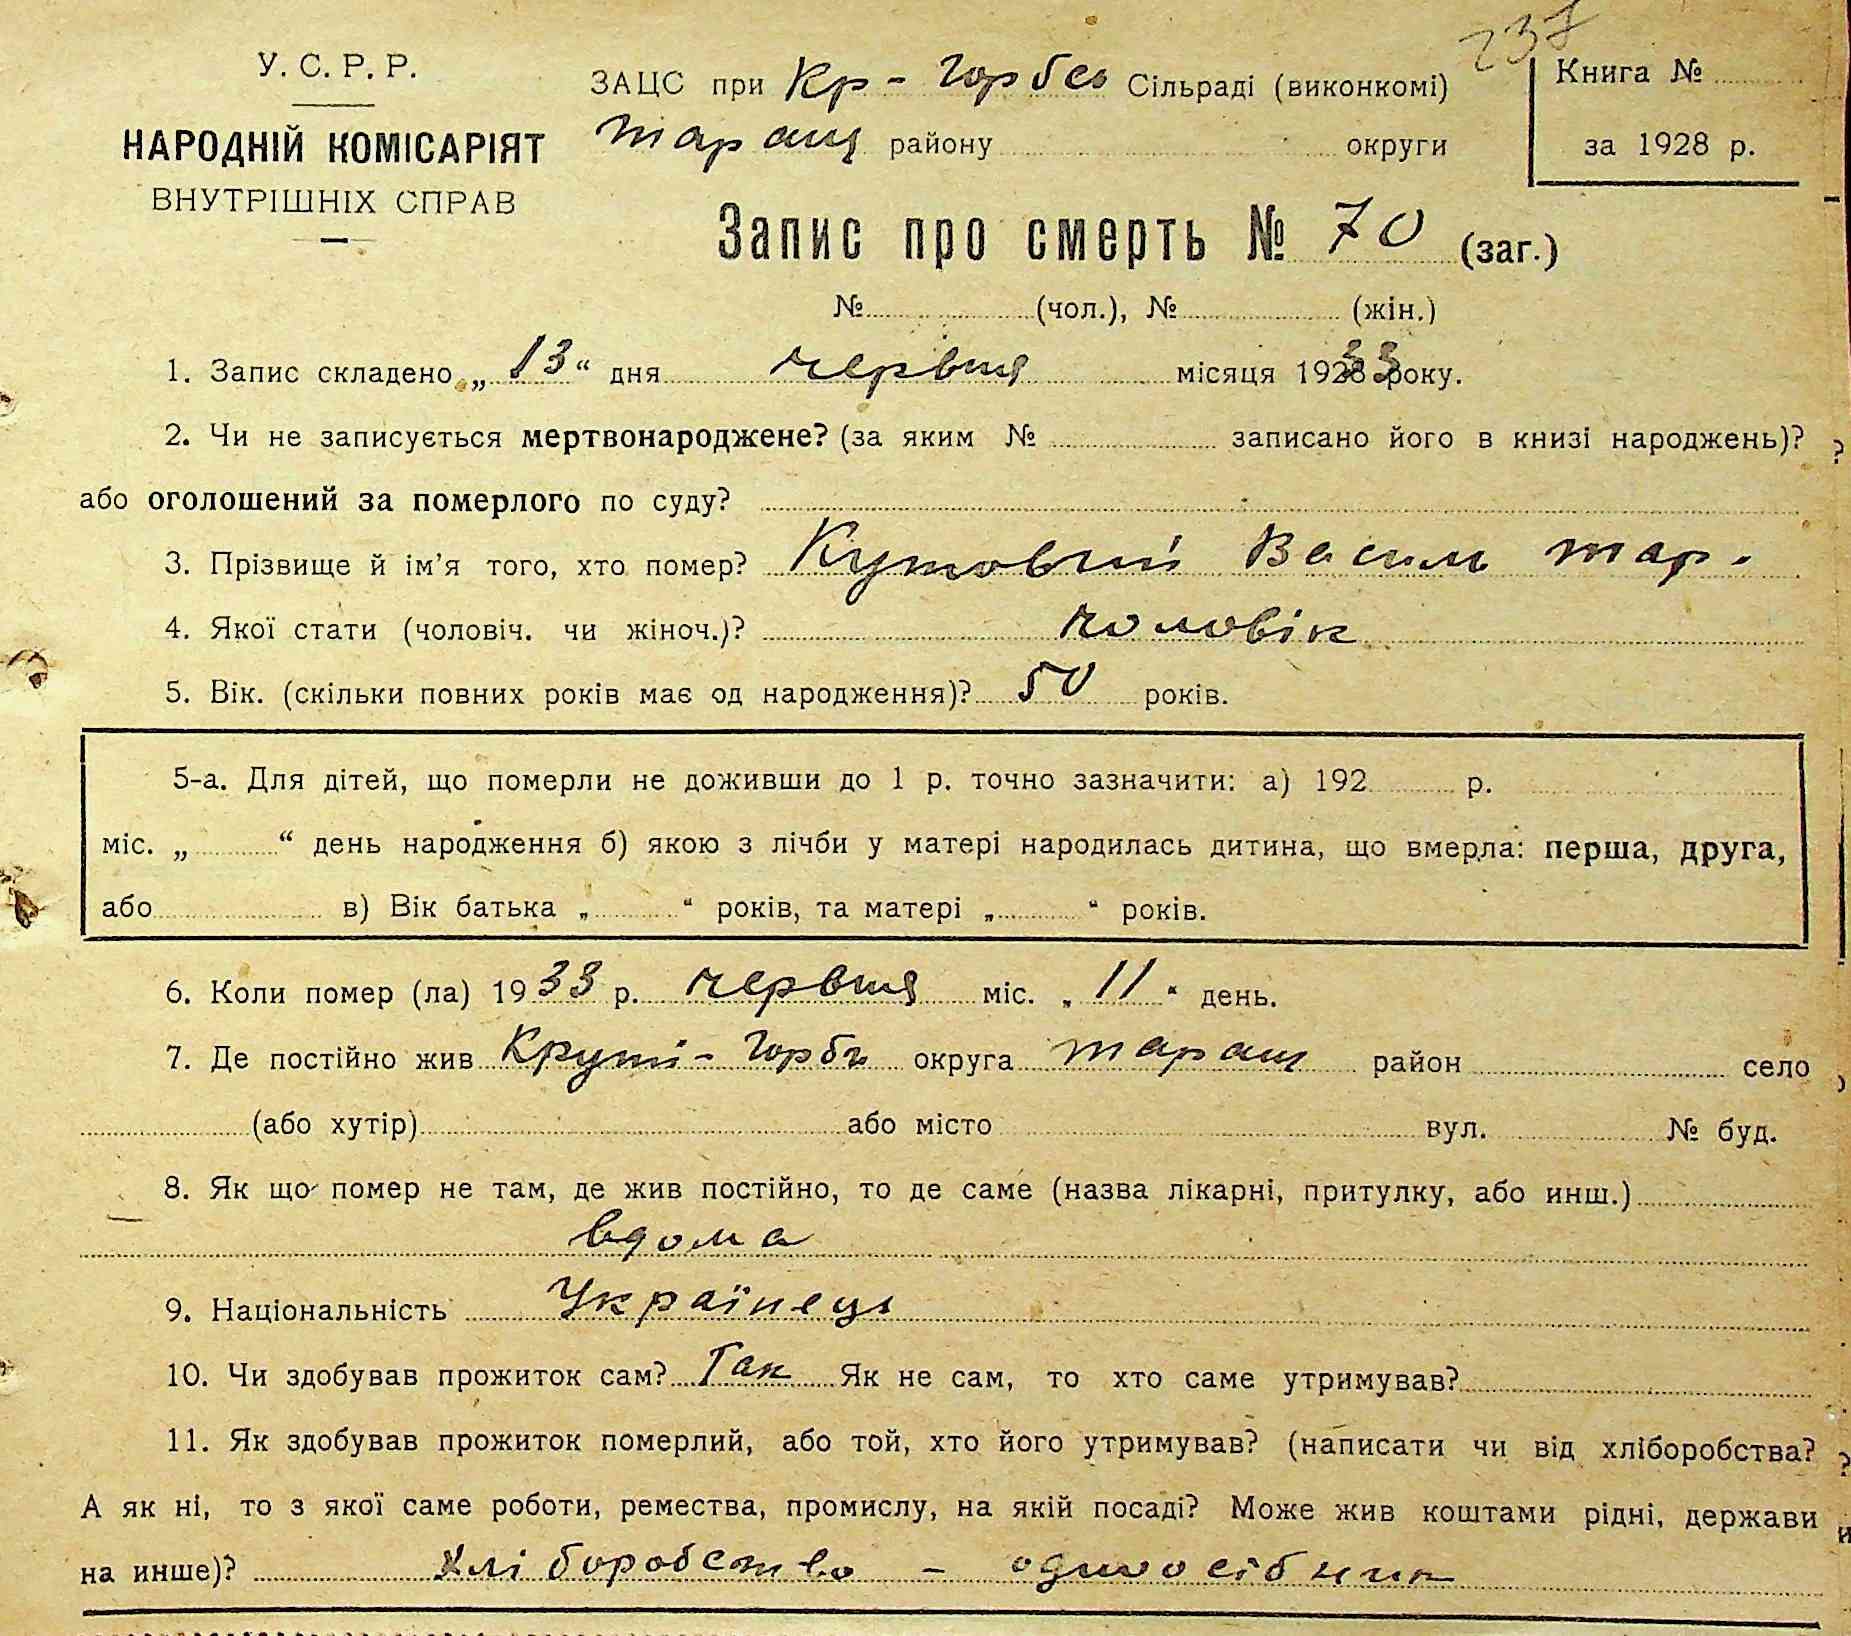 237
У. С. Р. Р.
НАРОДНІЙ КОМІСАРІЯТ
ВНУТРІШНІХ СПРАВ
ЗАЦС при Кр - Горбсь Сільраді (виконкомі)
Таращ району округи
Книга №
за 1928 р.
Запис про смерть № 70 (заг.)
№ (чол.), № (жін.)
1. Запис складено „ 13 “ дня червня місяця 192833 року.
2. Чи не записується мертвонароджене? (за яким № записано його в книзі народжень)?
або оголошений за померлого по суду?
3. Прізвище й ім’я того, хто помер? Кутовый Василь тар.
4. Якої стати (чоловіч. чи жіноч.)? чоловік
5. Вік. (скільки повних років має од народження)? 50 років.
5-а. Для дітей, що померли не доживши до 1 р. точно зазначити: а) 192 р.
міс. „ “ день народження б) якою з лічби у матері народилась дитина, що вмерла: перша, друга,
або в) Вік батька „ “ років, та матері „ “ років.
6. Коли помер (ла) 1933 р. червня міс. „ 11 “ день.
7. Де постійно жив Круті - Горби округа таращ район село
(або хутір) або місто вул. № буд.
8. Як що помер не там, де жив постійно, то де саме (назва лікарні, притулку, або инш.)
вдома
9. Національність Українець
10. Чи здобував прожиток сам? Так Як не сам, то хто саме утримував?
11. Як здобував прожиток померлий, або той, хто його утримував? (написати чи від хліборобства?
А як ні, то з якої саме роботи, ремества, промислу, на якій посаді? Може жив коштами рідні, держави
на инше)? Хліборобство - одноосібник